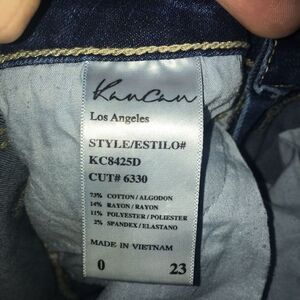 KanCan
Los Angeles
STYLE/ESTILO#
KC8425D
CUT# 6330
73% COTTON / ALGODON
14% RAYON / RAYON
11% POLYESTER / POLIESTER
2% SPANDEX / ELASTANO
MADE IN VIETNAM
0 23